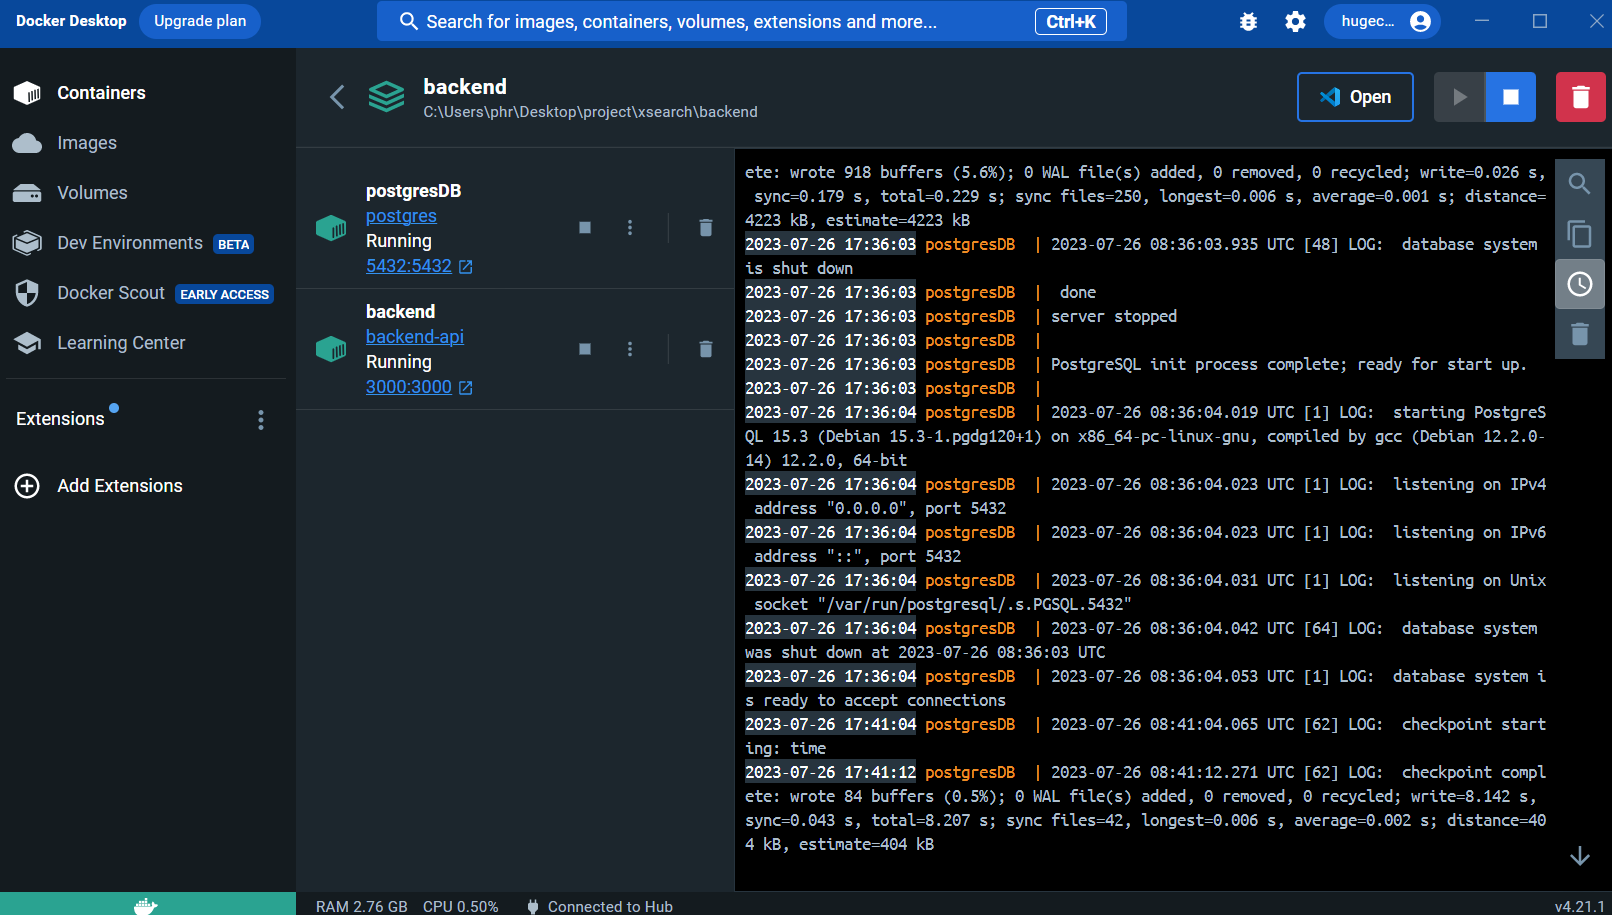 Docker Desktop
Upgrade plan
Search for images, containers, volumes, extensions and more...
Ctrl+K
hugec...
Containers
Images
Volumes
Dev Environments BETA
Docker Scout EARLY ACCESS
Learning Center
Extensions
Add Extensions
backend
C:\Users\phr\Desktop\project\xsearch\backend
Open
postgresDB
postgres
Running
5432:5432
backend
backend-api
Running
3000:3000
ete: wrote 918 buffers (5.6%); 0 WAL file(s) added, 0 removed, 0 recycled; write=0.026 s,
sync=0.179 s, total=0.229 s; sync files=250, longest=0.006 s, average=0.001 s; distance=
4223 kB, estimate=4223 kB
2023-07-26 17:36:03 postgresDB | 2023-07-26 08:36:03.935 UTC [48] LOG: database system
is shut down
2023-07-26 17:36:03 postgresDB | done
2023-07-26 17:36:03 postgresDB | server stopped
2023-07-26 17:36:03 postgresDB |
2023-07-26 17:36:03 postgresDB | PostgreSQL init process complete; ready for start up.
2023-07-26 17:36:03 postgresDB |
2023-07-26 17:36:04 postgresDB | 2023-07-26 08:36:04.019 UTC [1] LOG: starting PostgreS
QL 15.3 (Debian 15.3-1.pgdg120+1) on x86_64-pc-linux-gnu, compiled by gcc (Debian 12.2.0-
14) 12.2.0, 64-bit
2023-07-26 17:36:04 postgresDB | 2023-07-26 08:36:04.023 UTC [1] LOG: listening on IPv4
address "0.0.0.0", port 5432
2023-07-26 17:36:04 postgresDB | 2023-07-26 08:36:04.023 UTC [1] LOG: listening on IPv6
address "::", port 5432
2023-07-26 17:36:04 postgresDB | 2023-07-26 08:36:04.031 UTC [1] LOG: listening on Unix
socket "/var/run/postgresql/.s.PGSQL.5432"
2023-07-26 17:36:04 postgresDB | 2023-07-26 08:36:04.042 UTC [64] LOG: database system
was shut down at 2023-07-26 08:36:03 UTC
2023-07-26 17:36:04 postgresDB | 2023-07-26 08:36:04.053 UTC [1] LOG: database system i
s ready to accept connections
2023-07-26 17:41:04 postgresDB | 2023-07-26 08:41:04.065 UTC [62] LOG: checkpoint start
ing: time
2023-07-26 17:41:12 postgresDB | 2023-07-26 08:41:12.271 UTC [62] LOG: checkpoint compl
ete: wrote 84 buffers (0.5%); 0 WAL file(s) added, 0 removed, 0 recycled; write=8.142 s,
sync=0.043 s, total=8.207 s; sync files=42, longest=0.006 s, average=0.002 s; distance=40
4 kB, estimate=404 kB
RAM 2.76 GB CPU 0.50% Connected to Hub
v4.21.1